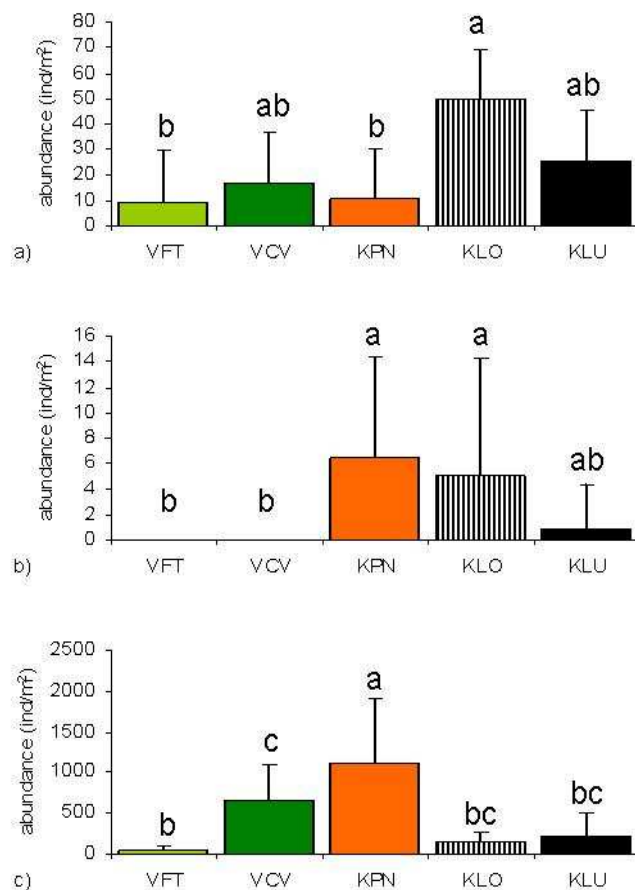 80
70
60
50
40
30
20
10
0
abundance (ind/m²)
b
ab
b
a
ab
a)
VFT VCV KPN KLO KLU
16
14
12
10
8
6
4
2
0
abundance (ind/m²)
b
b
a
a
ab
b)
VFT VCV KPN KLO KLU
2500
2000
1500
1000
500
0
abundance (ind/m²)
b
c
a
bc
bc
c)
VFT VCV KPN KLO KLU